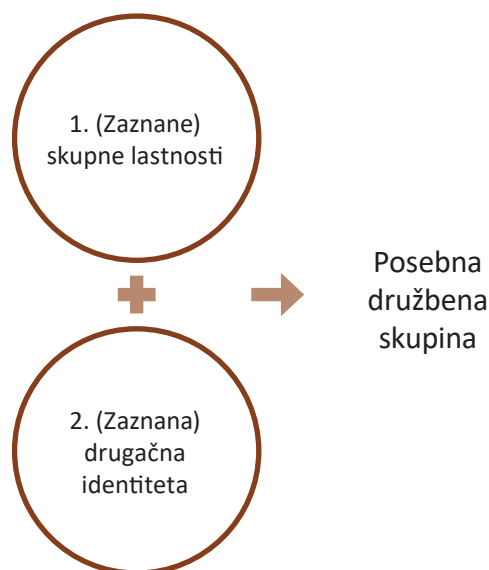 1. (Zaznane)
skupne lastnosti
Posebna
družbena
skupina
2. (Zaznana)
drugačna
identiteta